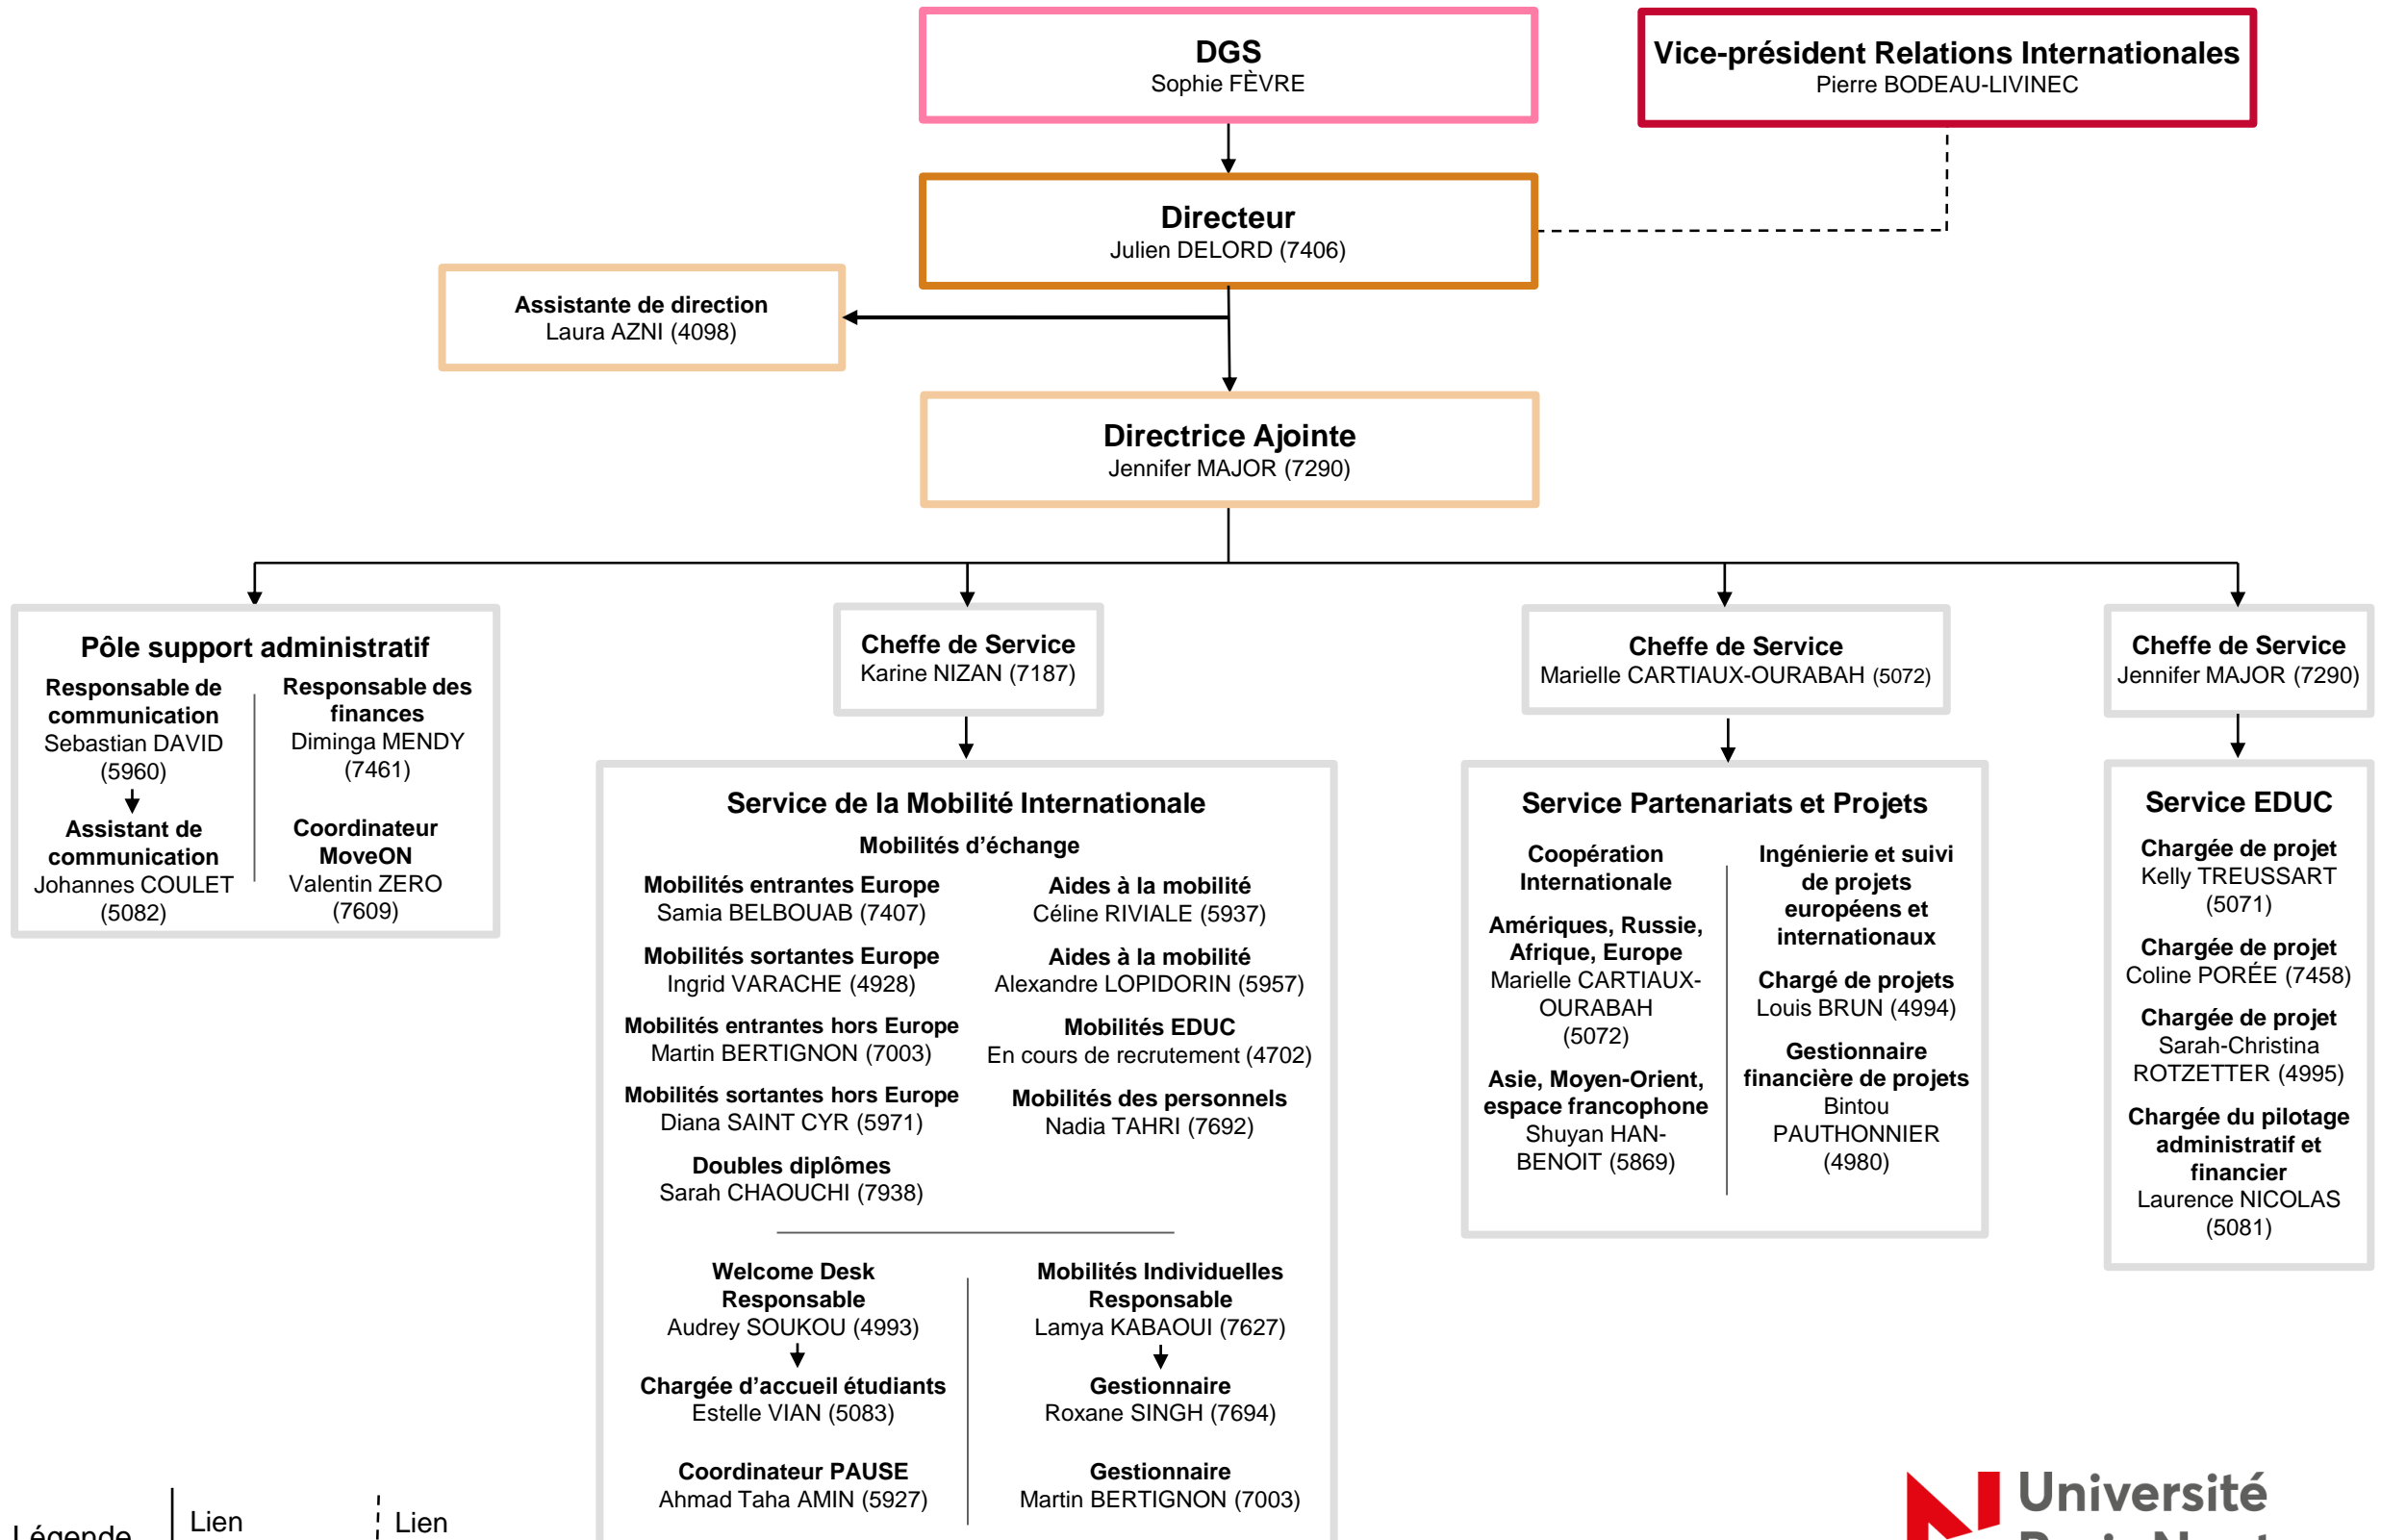 DGS
Sophie FÈVRE
Vice-président Relations Internationales
Pierre BODEAU-LIVINEC
Directeur
Julien DELORD (7406)
Assistante de direction
Laura AZNI (4098)
Directrice Ajointe
Jennifer MAJOR (7290)
Pôle support administratif
Responsable de
communication
Sebastian DAVID
(5960)
Assistant de
communication
Johannes COULET
(5082)
Responsable des
finances
Diminga MENDY
(7461)
Coordinateur
MoveON
Valentin ZERO
(7609)
Cheffe de Service
Karine NIZAN (7187)
Service de la Mobilité Internationale
Mobilités d'échange
Mobilités entrantes Europe
Samia BELBOUAB (7407)
Mobilités sortantes Europe
Ingrid VARACHE (4928)
Mobilités entrantes hors Europe
Martin BERTIGNON (7003)
Mobilités sortantes hors Europe
Diana SAINT CYR (5971)
Doubles diplômes
Sarah CHAOUCHI (7938)
Aides à la mobilité
Céline RIVIALE (5937)
Aides à la mobilité
Alexandre LOPIDORIN (5957)
Mobilités EDUC
En cours de recrutement (4702)
Mobilités des personnels
Nadia TAHRI (7692)
Welcome Desk
Responsable
Audrey SOUKOU (4993)
Chargée d'accueil étudiants
Estelle VIAN (5083)
Coordinateur PAUSE
Ahmad Taha AMIN (5927)
Mobilités Individuelles
Responsable
Lamya KABAOUI (7627)
Gestionnaire
Roxane SINGH (7694)
Gestionnaire
Martin BERTIGNON (7003)
Cheffe de Service
Marielle CARTIAUX-OURABAH (5072)
Service Partenariats et Projets
Coopération
Internationale
Amériques, Russie,
Afrique, Europe
Marielle CARTIAUX-
OURABAH
(5072)
Asie, Moyen-Orient,
espace francophone
Shuyan HAN-
BENOIT (5869)
Ingénierie et suivi
de projets
européens et
internationaux
Chargé de projets
Louis BRUN (4994)
Gestionnaire
financière de projets
Bintou
PAUTHONNIER
(4980)
Cheffe de Service
Jennifer MAJOR (7290)
Service EDUC
Chargée de projet
Kelly TREUSSART
(5071)
Chargée de projet
Coline PORÉE (7458)
Chargée de projet
Sarah-Christina
ROTZETTER (4995)
Chargée du pilotage
administratif et
financier
Laurence NICOLAS
(5081)
Légende
Lien
Lien
Université